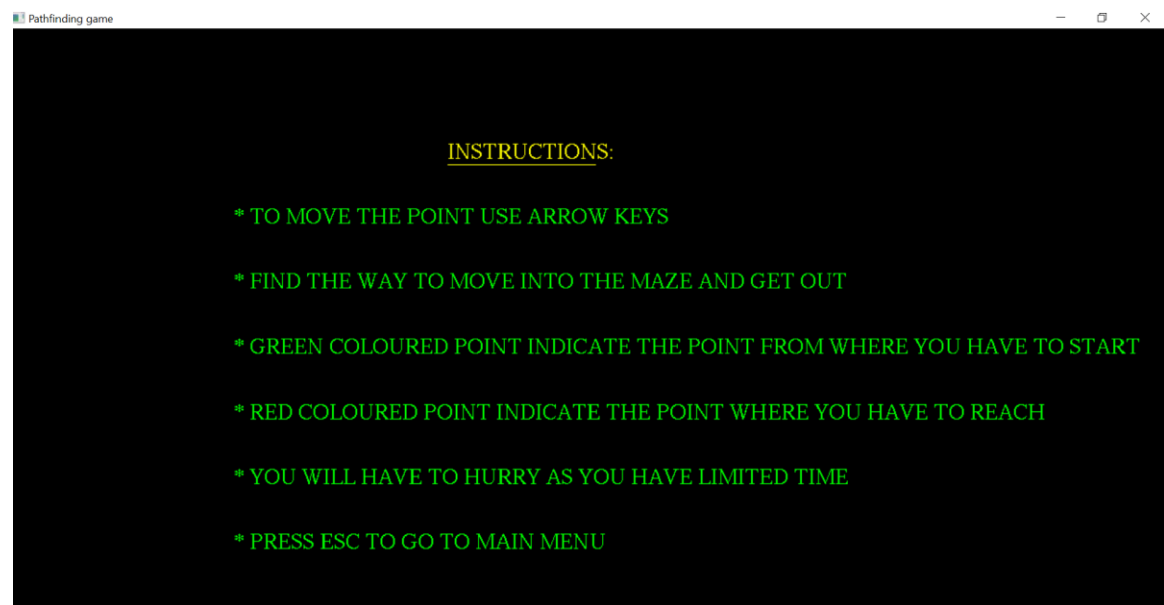 Pathfinding game
INSTRUCTIONS:
* TO MOVE THE POINT USE ARROW KEYS
* FIND THE WAY TO MOVE INTO THE MAZE AND GET OUT
* GREEN COLOURED POINT INDICATE THE POINT FROM WHERE YOU HAVE TO START
* RED COLOURED POINT INDICATE THE POINT WHERE YOU HAVE TO REACH
* YOU WILL HAVE TO HURRY AS YOU HAVE LIMITED TIME
* PRESS ESC TO GO TO MAIN MENU